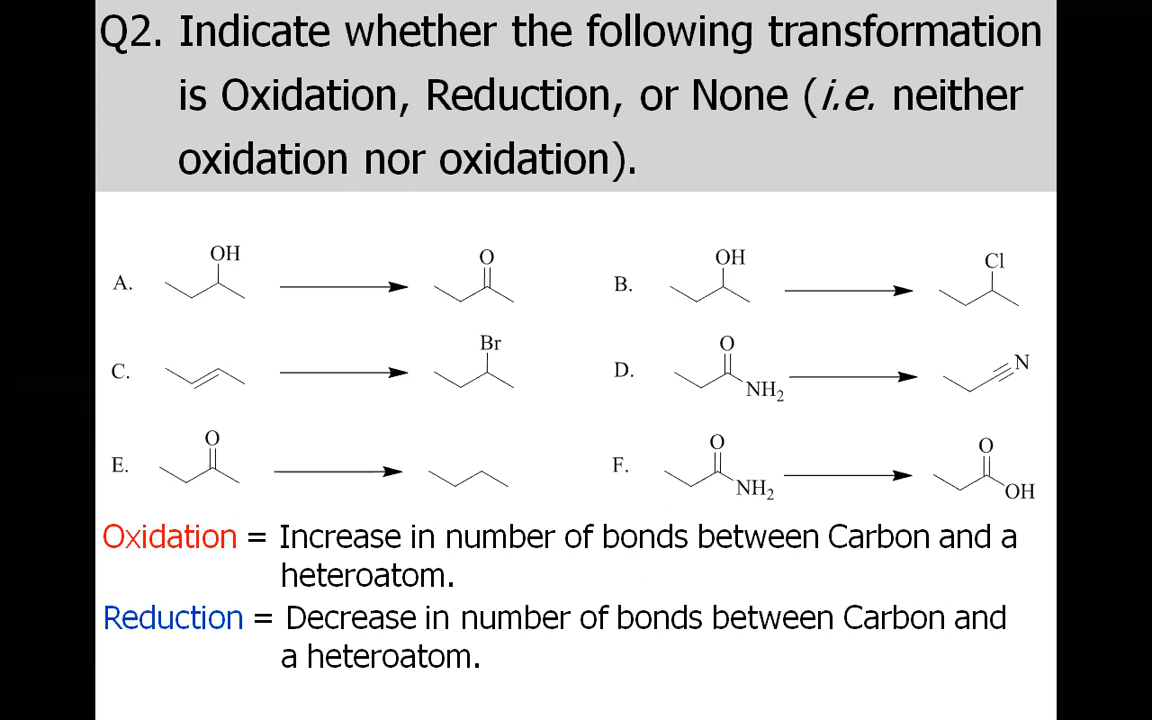 Q2. Indicate whether the following transformation
is Oxidation, Reduction, or None (i.e. neither
oxidation nor oxidation).
A. OH O
B. OH Cl
C. Br
D. O NH2 N
E. O
F. O NH2 O OH
Oxidation = Increase in number of bonds between Carbon and a
heteroatom.
Reduction = Decrease in number of bonds between Carbon and
a heteroatom.